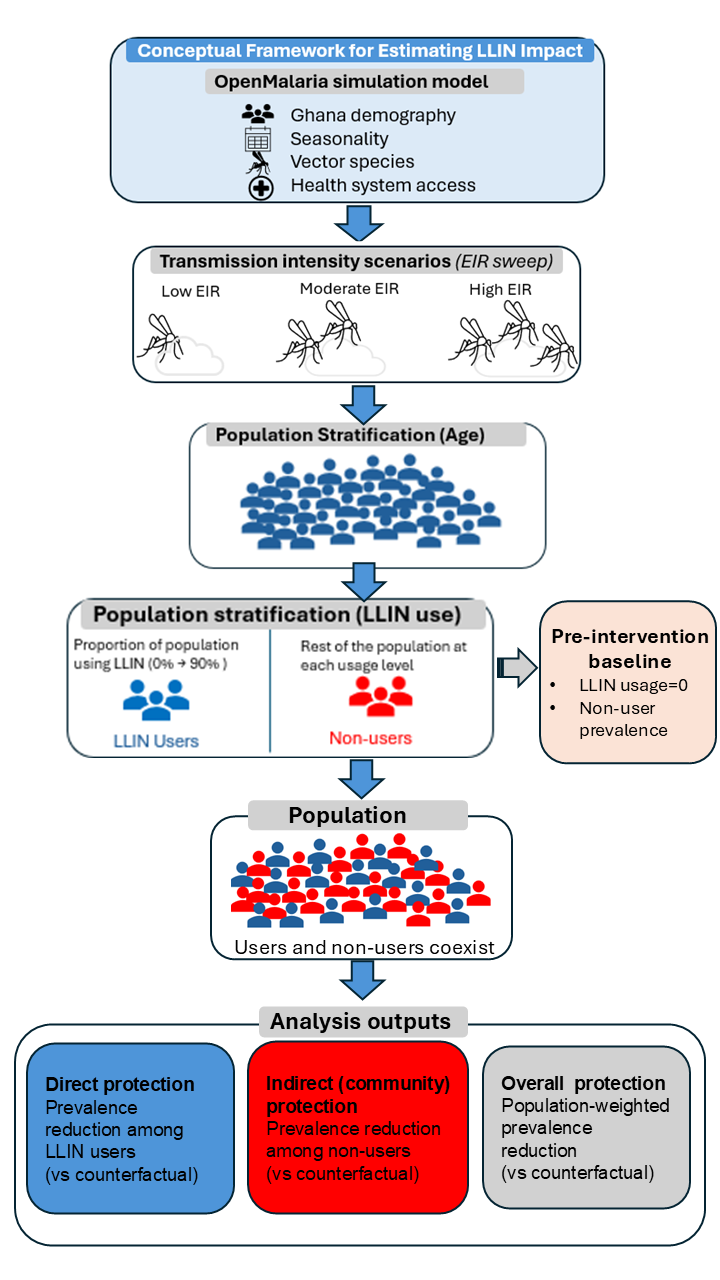 Conceptual Framework for Estimating LLIN Impact
OpenMalaria simulation model
Ghana demography
Seasonality
Vector species
Health system access
Transmission intensity scenarios (EIR sweep)
Low EIR
Moderate EIR
High EIR
Population Stratification (Age)
Population stratification (LLIN use)
Proportion of population
using LLIN (0% → 90% )
LLIN Users
Rest of the population at
each usage level
Non-users
Pre-intervention
baseline
• LLIN usage=0
• Non-user
prevalence
Population
Users and non-users coexist
Analysis outputs
Direct protection
Prevalence
reduction among
LLIN users
(vs counterfactual)
Indirect (community)
protection
Prevalence reduction
among non-users
(vs counterfactual)
Overall protection
Population-weighted
prevalence
reduction
(vs counterfactual)